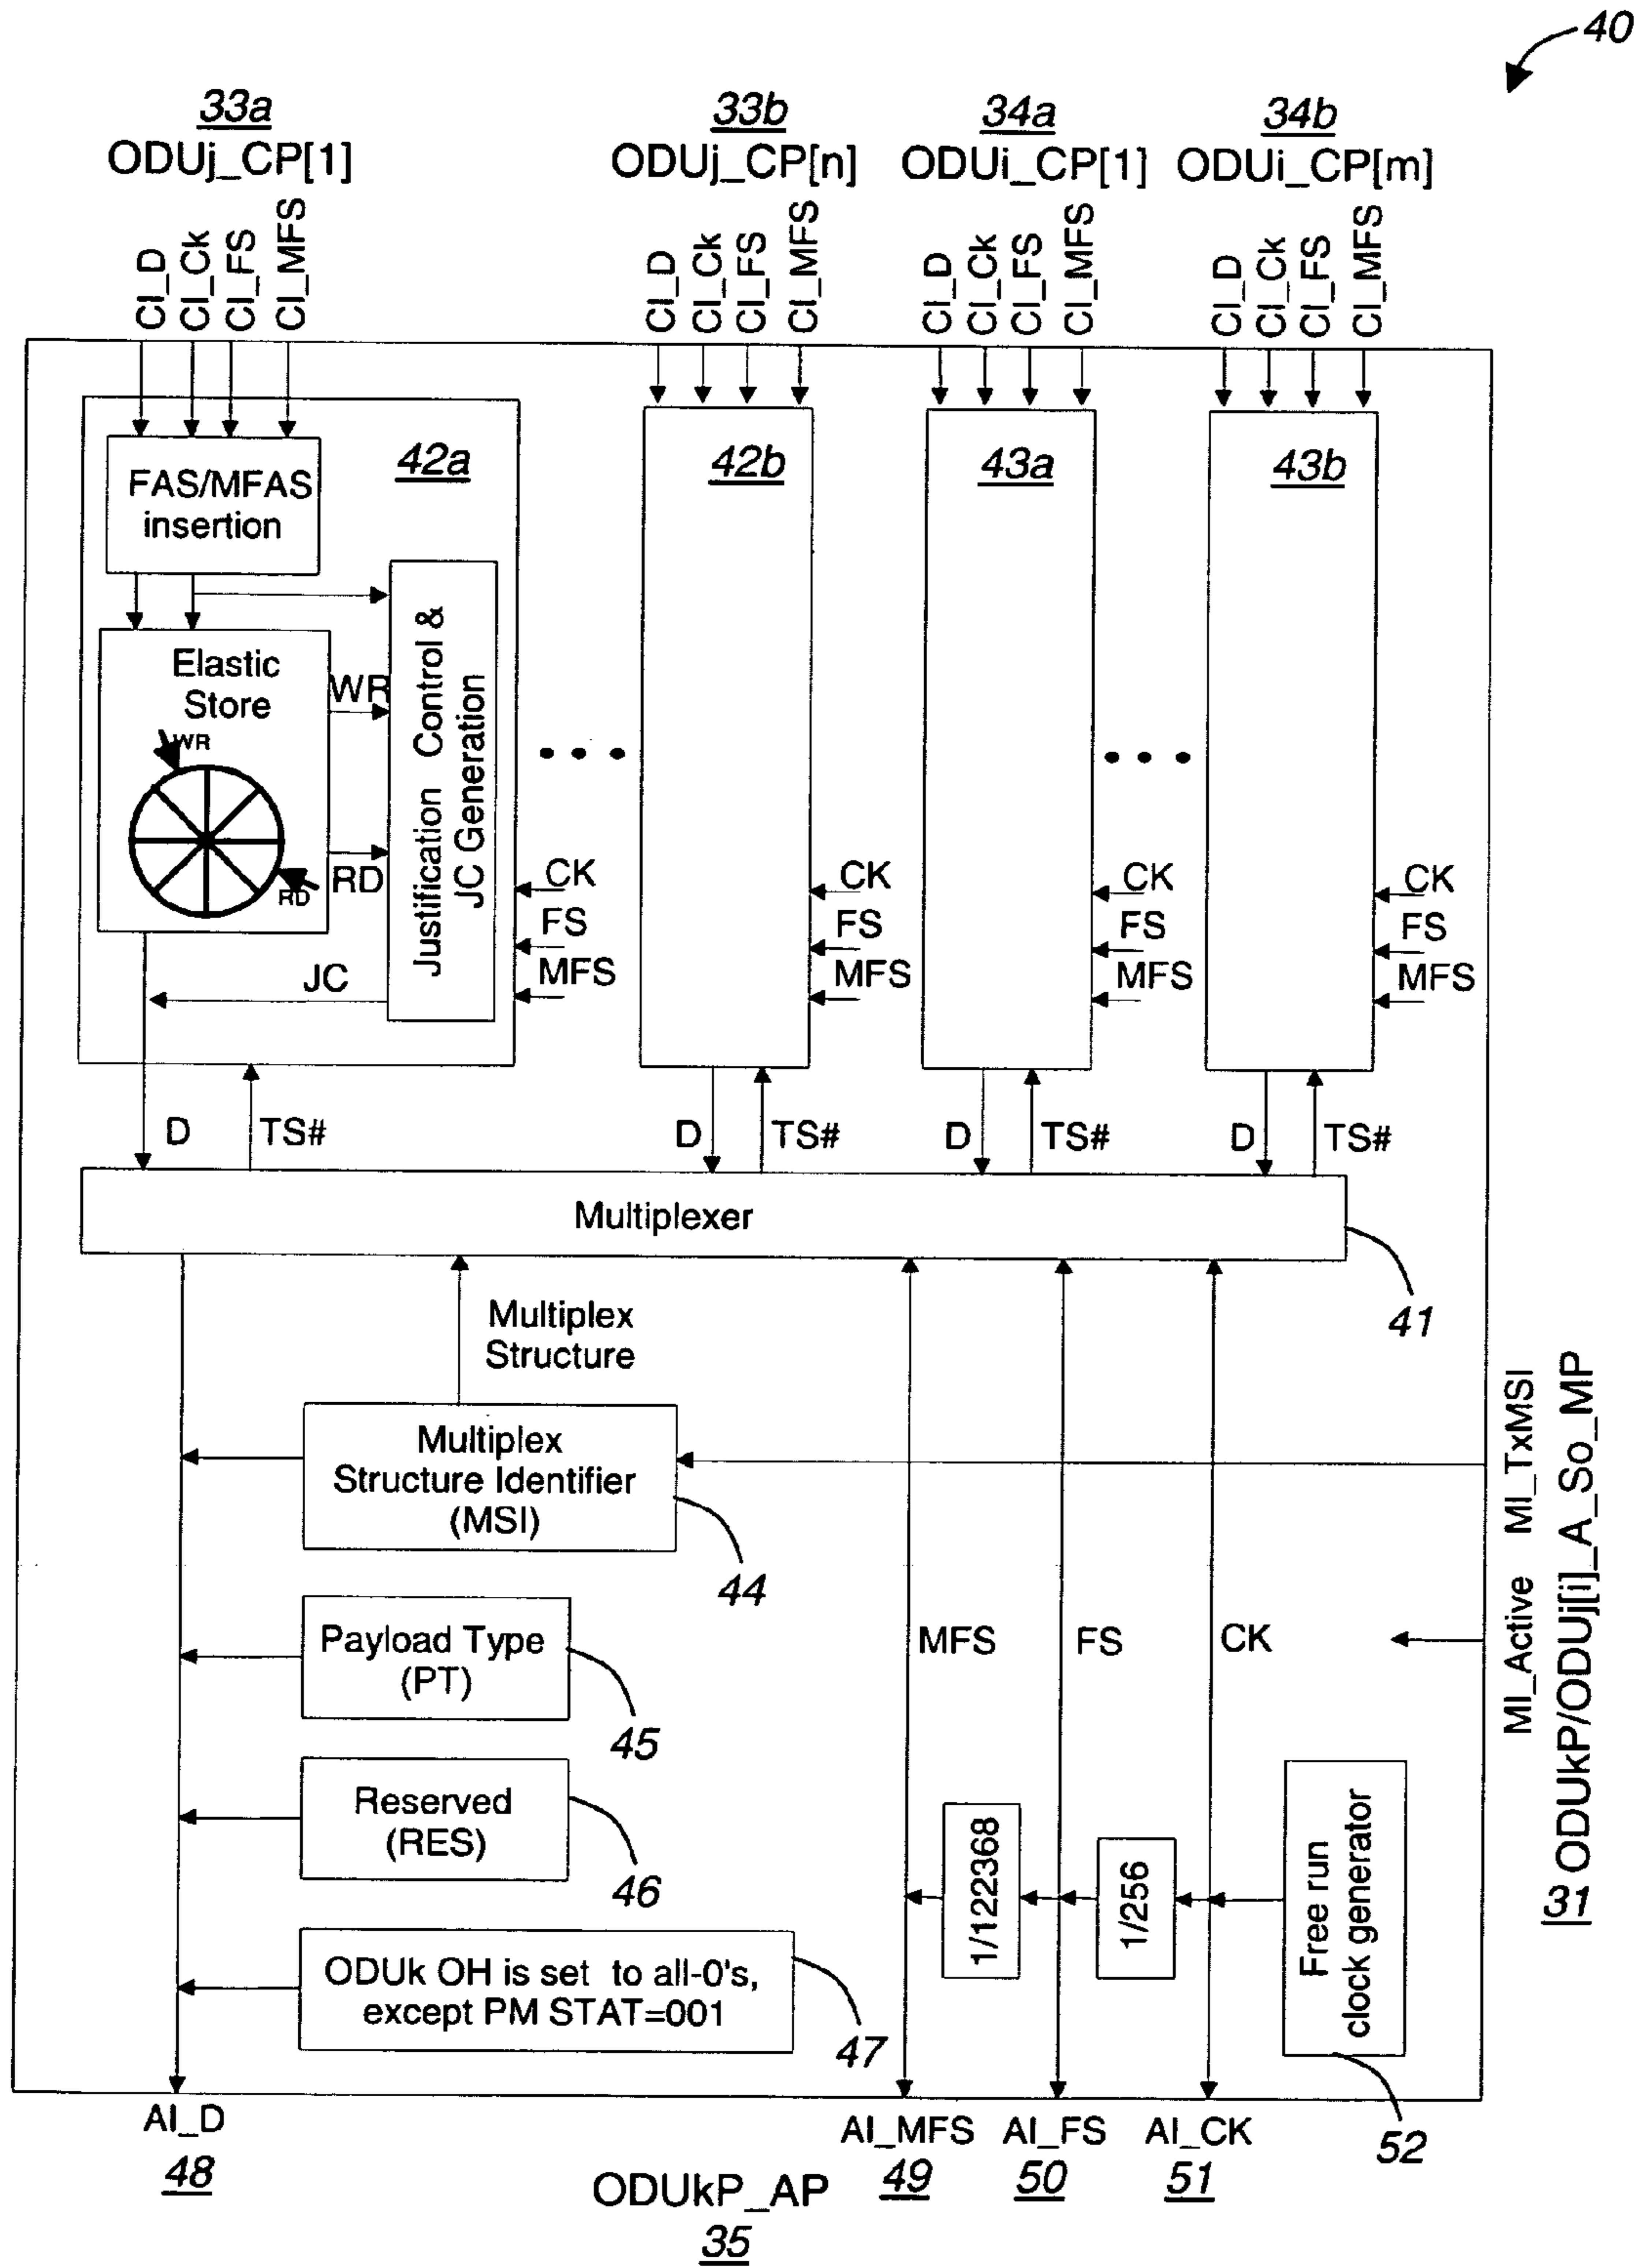 40
33a
ODUj_CP[1]
33b
ODUj_CP[n]
34a
ODUi_CP[1]
34b
ODUi_CP[m]
CI_D
CI_Ck
CI_FS
CI_MFS
CI_D
CI_Ck
CI_FS
CI_MFS
CI_D
CI_Ck
CI_FS
CI_MFS
CI_D
CI_Ck
CI_FS
CI_MFS
FAS/MFAS
insertion
42a
42b
43a
43b
Elastic
Store
WR
RD
WR
RD
Justification Control &
JC Generation
JC
CK
FS
MFS
CK
FS
MFS
CK
FS
MFS
CK
FS
MFS
D
TS#
D
TS#
D
TS#
D
TS#
Multiplexer
41
Multiplex
Structure
Multiplex
Structure Identifier
(MSI)
44
Payload Type
(PT)
45
Reserved
(RES)
46
ODUk OH is set to all-0's,
except PM STAT=001
47
MFS
FS
CK
1/122368
1/256
Free run
clock generator
52
MI_Active MI_TxMSI
31 ODUkP/ODUj[i]_A_So_MP
AI_D
48
AI_MFS
49
AI_FS
50
AI_CK
51
ODUkP_AP
35